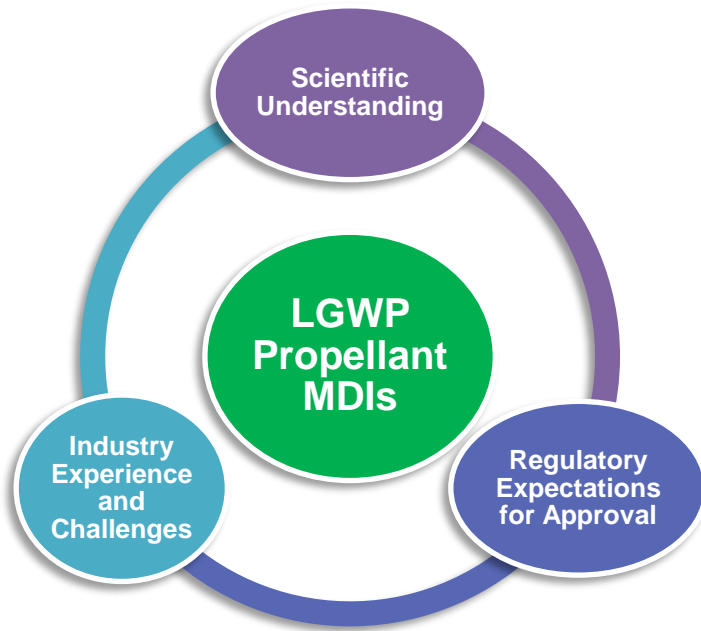 Scientific
Understanding
LGWP
Propellant
MDIs
Industry
Experience
and
Challenges
Regulatory
Expectations
for Approval